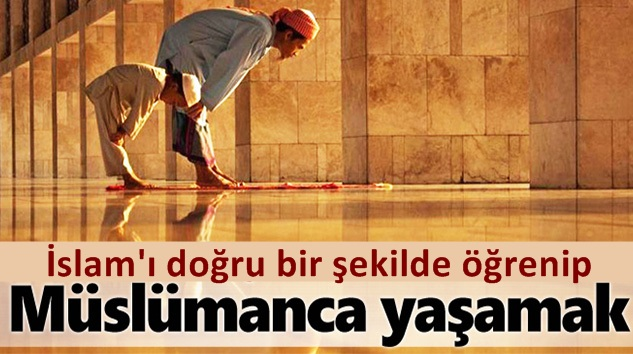 İslam'ı doğru bir şekilde öğrenip
Müslümanca yaşamak